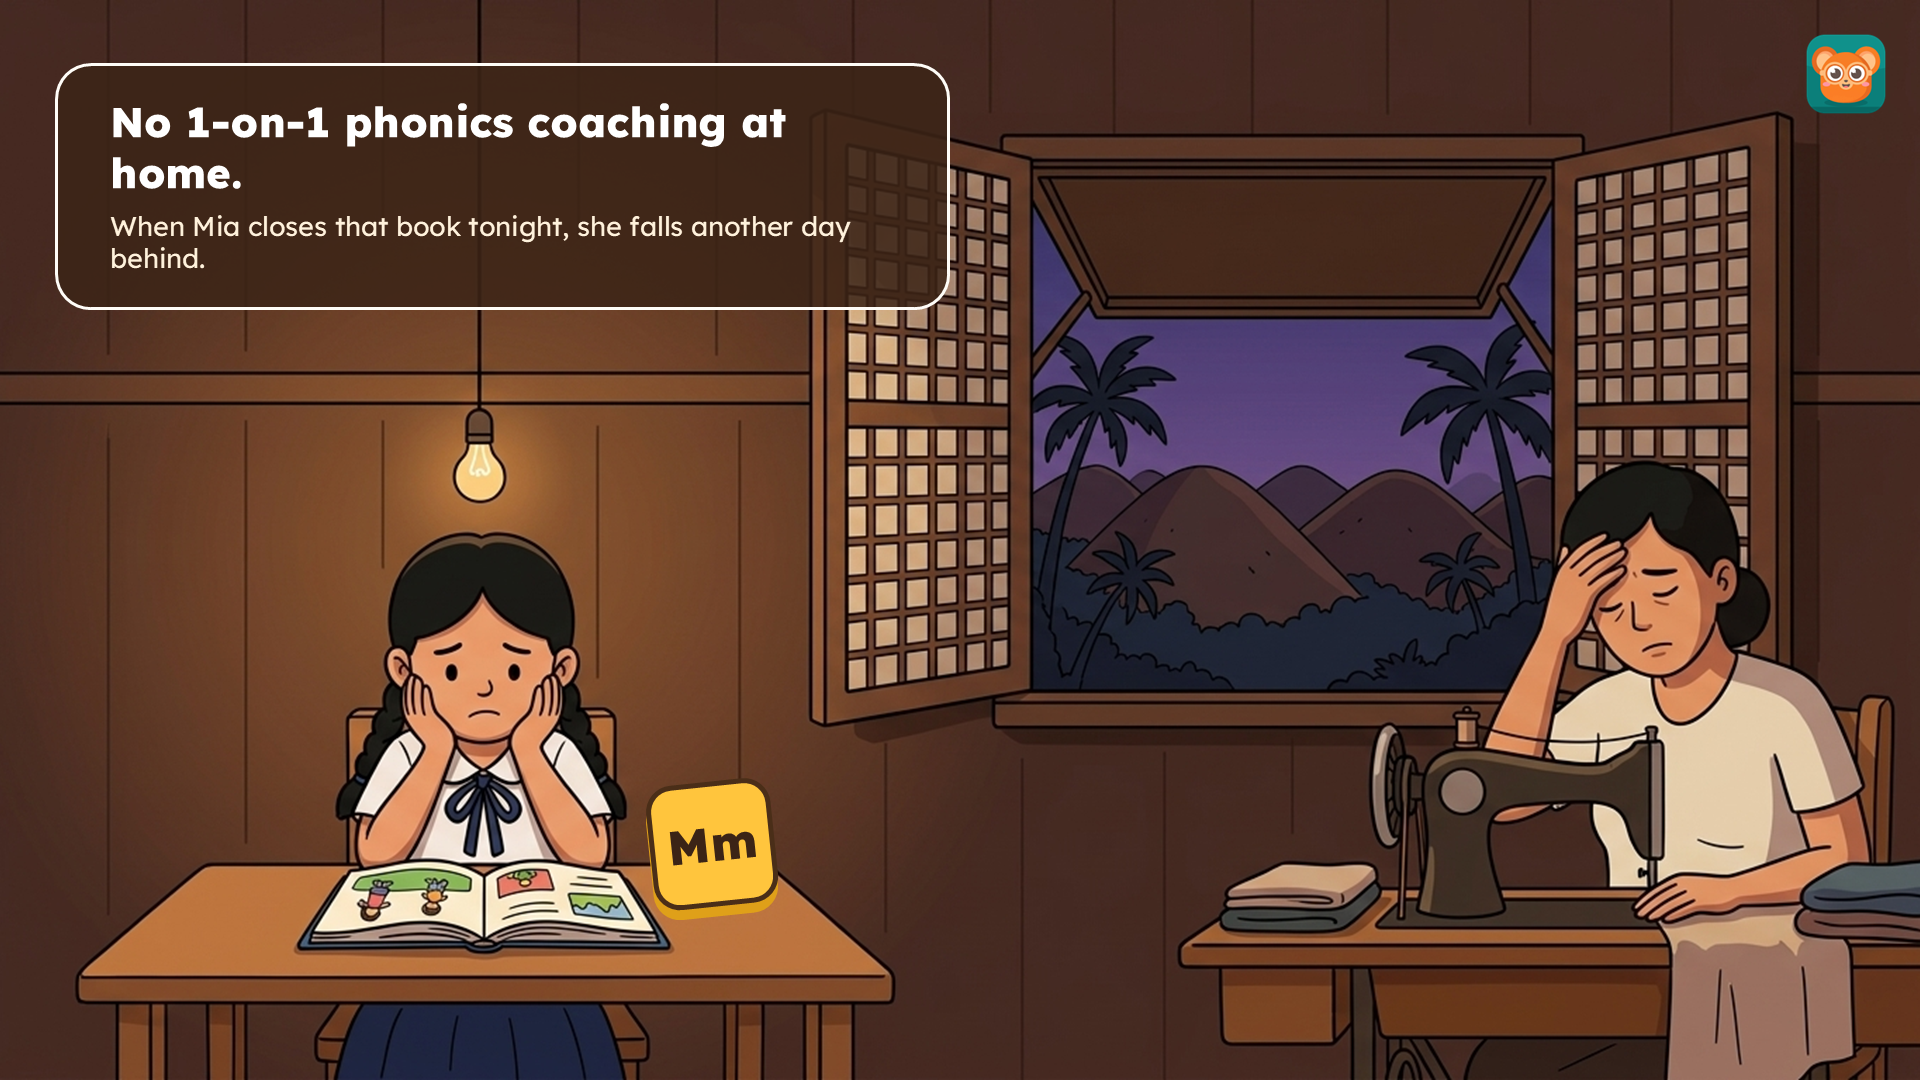 No 1-on-1 phonics coaching at
home.
When Mia closes that book tonight, she falls another day
behind.
Mm